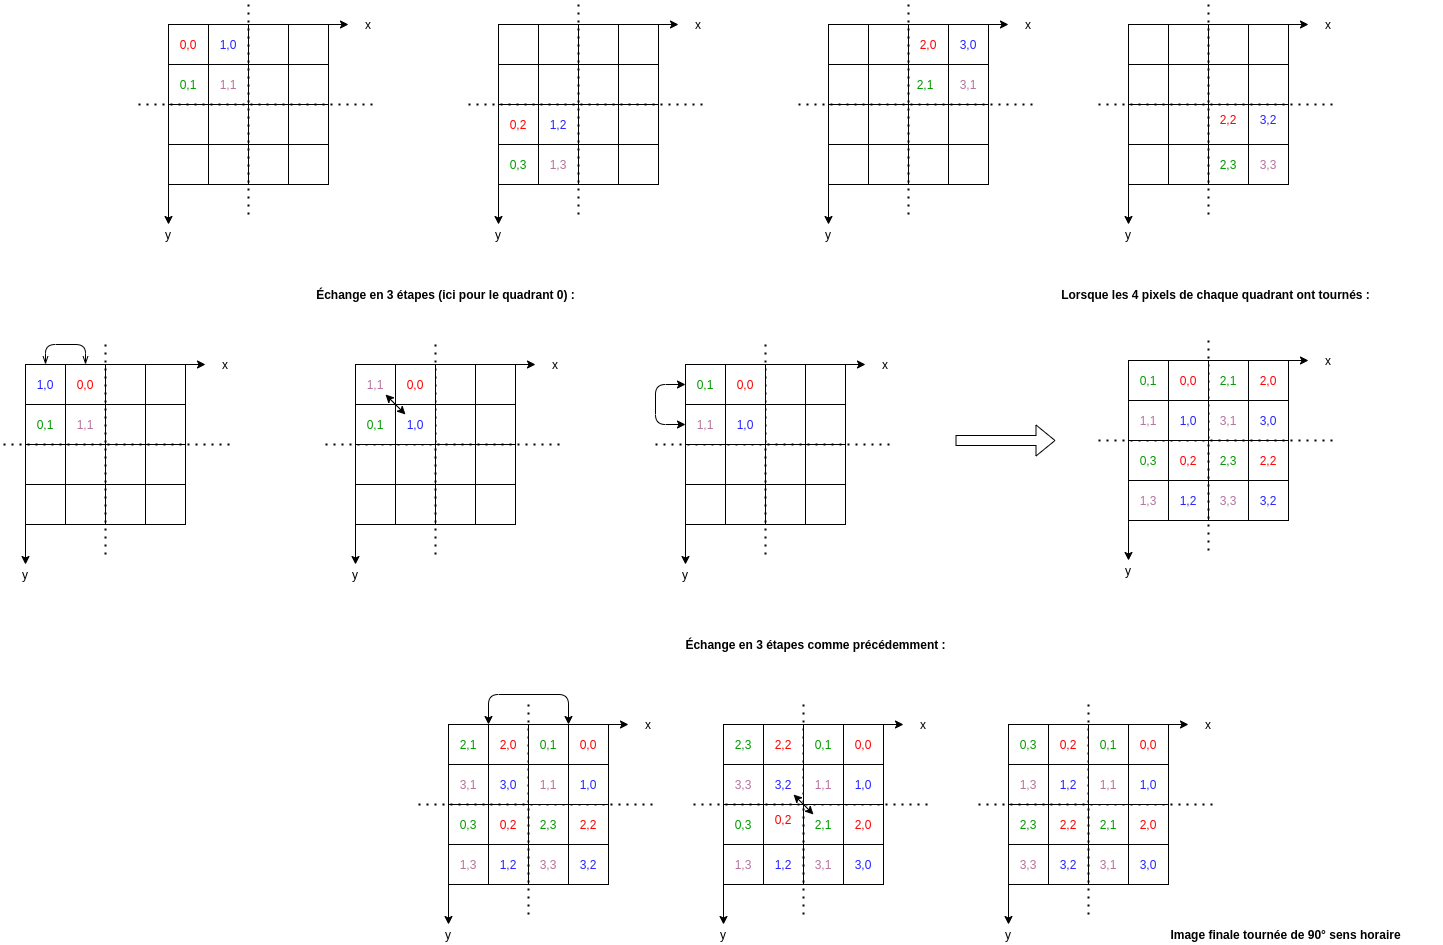 x x x x
0,0 1,0 2,0 3,0
0,1 1,1 2,1 3,1
0,2 1,2 2,2 3,2
0,3 1,3 2,3 3,3
y y y y
Échange en 3 étapes (ici pour le quadrant 0) : Lorsque les 4 pixels de chaque quadrant ont tournés :
x x x x
1,0 0,0 1,1 0,0 0,1 0,0 0,1 0,0 2,1 2,0
0,1 1,1 0,1 1,0 1,1 1,0 1,1 1,0 3,1 3,0
0,3 0,2 2,3 2,2
1,3 1,2 3,3 3,2
y y y y
Échange en 3 étapes comme précédemment :
x x x
2,1 2,0 0,1 0,0 2,3 2,2 0,1 0,0 0,3 0,2 0,1 0,0
3,1 3,0 1,1 1,0 3,3 3,2 1,1 1,0 1,3 1,2 1,1 1,0
0,3 0,2 2,3 2,2 0,3 0,2 2,1 2,0 2,3 2,2 2,1 2,0
1,3 1,2 3,3 3,2 1,3 1,2 3,1 3,0 3,3 3,2 3,1 3,0
y y y
Image finale tournée de 90° sens horaire